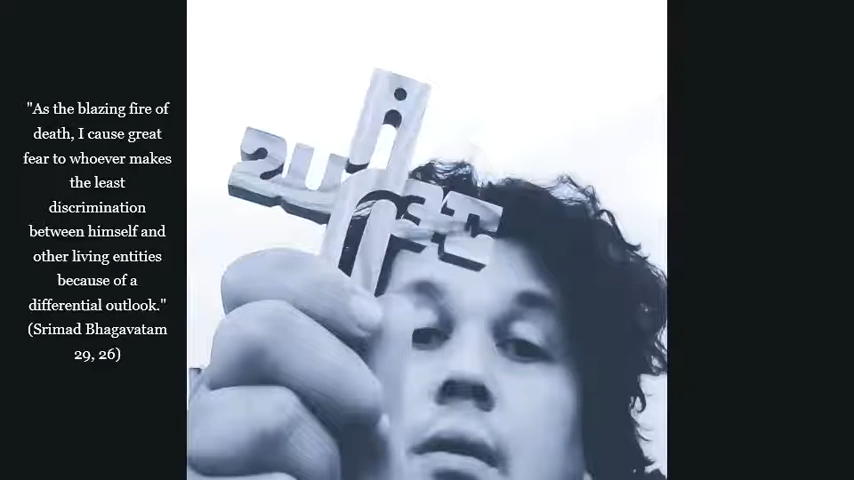 "As the blazing fire of
death, I cause great
fear to whoever makes
the least
discrimination
between himself and
other living entities
because of a
differential outlook."
(Srimad Bhagavatam
29, 26)